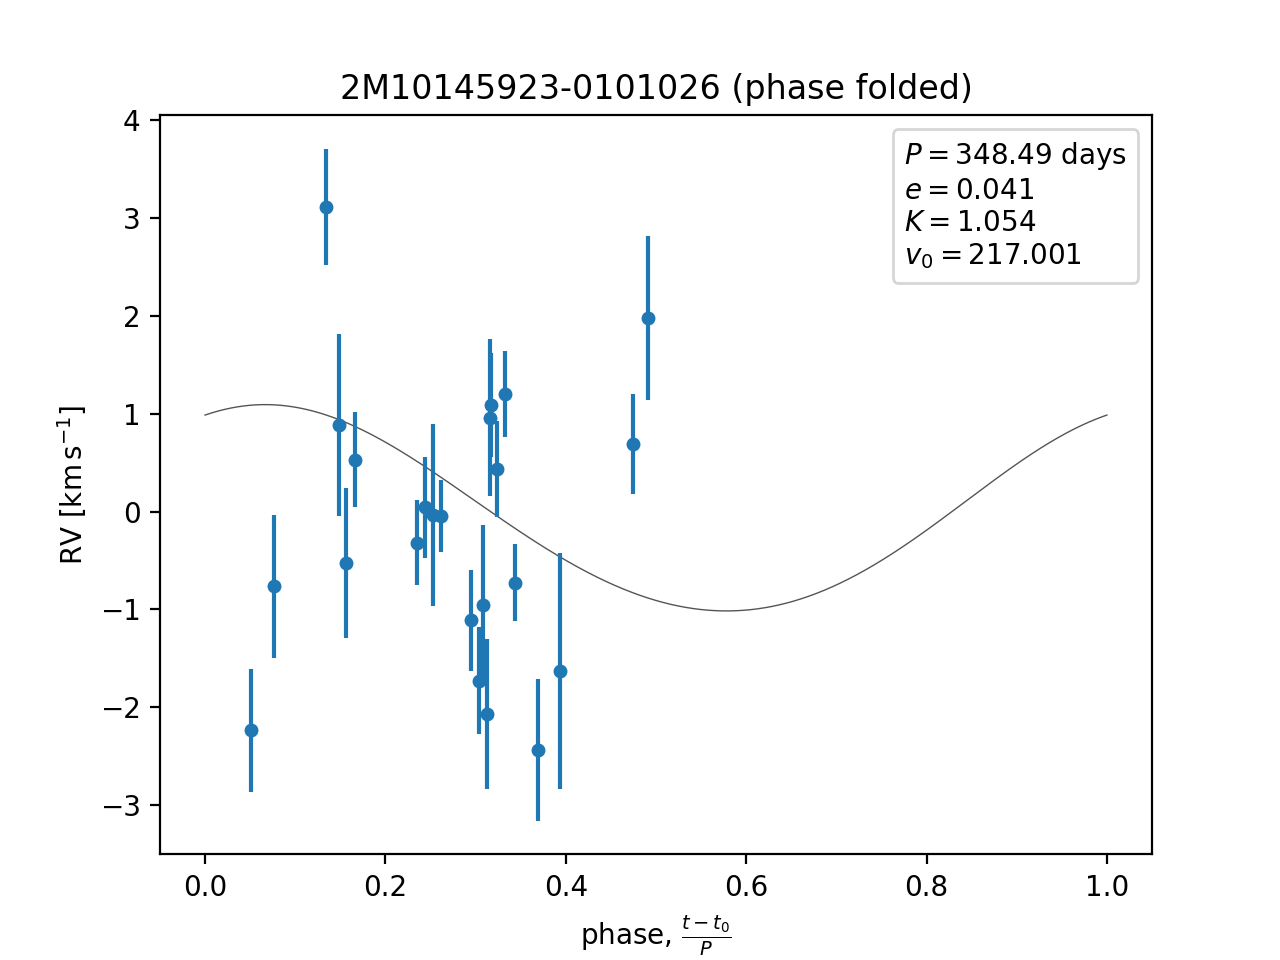 2M10145923-0101026 (phase folded)
P = 348.49 days
e = 0.041
K = 1.054
v₀ = 217.001
RV [km s⁻¹]
4
3
2
1
0
−1
−2
−3
0.0 0.2 0.4 0.6 0.8 1.0
phase, (t − t₀)/P